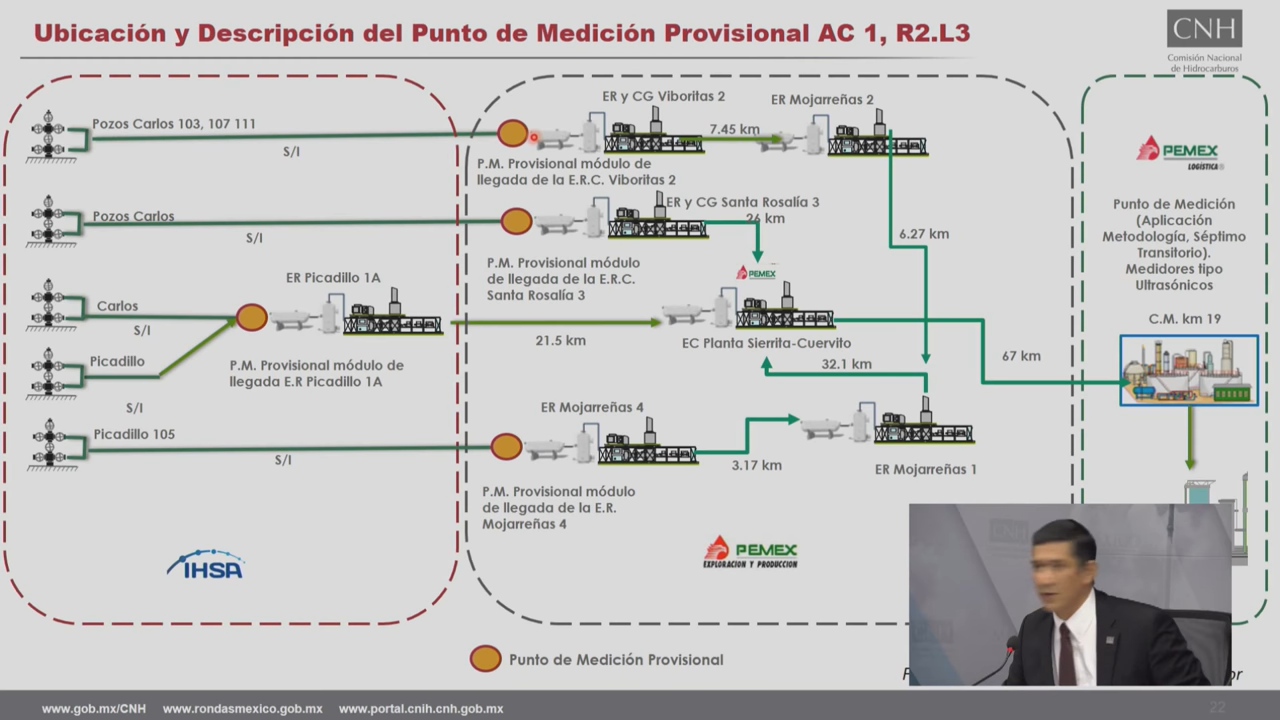 Ubicación y Descripción del Punto de Medición Provisional AC 1, R2.L3
CNH
Comisión Nacional
de Hidrocarburos
Pozos Carlos 103, 107 111
S/I
ER y CG Viboritas 2
7.45 km
ER Mojarreñas 2
P.M. Provisional módulo de
llegada de la E.R.C. Viboritas 2
Pozos Carlos
S/I
ER y CG Santa Rosalía 3
26 km
6.27 km
P.M. Provisional módulo
de llegada de la E.R.C.
Santa Rosalía 3
PEMEX
ER Picadillo 1A
Carlos
S/I
Picadillo
S/I
P.M. Provisional módulo de
llegada E.R Picadillo 1A
21.5 km
EC Planta Sierrita-Cuervito
32.1 km
67 km
Picadillo 105
S/I
ER Mojarreñas 4
3.17 km
ER Mojarreñas 1
P.M. Provisional módulo
de llegada de la E.R.
Mojarreñas 4
IHSA
PEMEX
EXPLORACION Y PRODUCCION
PEMEX
LOGÍSTICA®
Punto de Medición
(Aplicación
Metodología, Séptimo
Transitorio).
Medidores tipo
Ultrasónicos
C.M. km 19
Punto de Medición Provisional
www.gob.mx/CNH www.rondasmexico.gob.mx www.portal.cnih.cnh.gob.mx
22